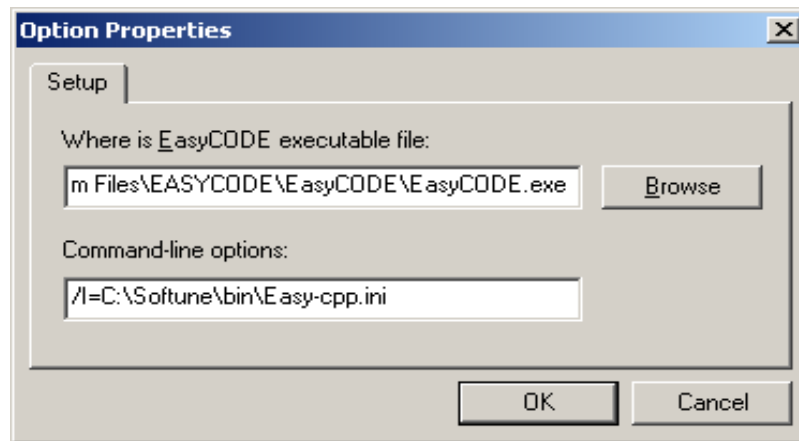 Option Properties
Setup
Where is EasyCODE executable file:
m Files\EASYCODE\EasyCODE\EasyCODE.exe
Browse
Command-line options:
/I=C:\Softune\bin\Easy-cpp.ini
OK
Cancel